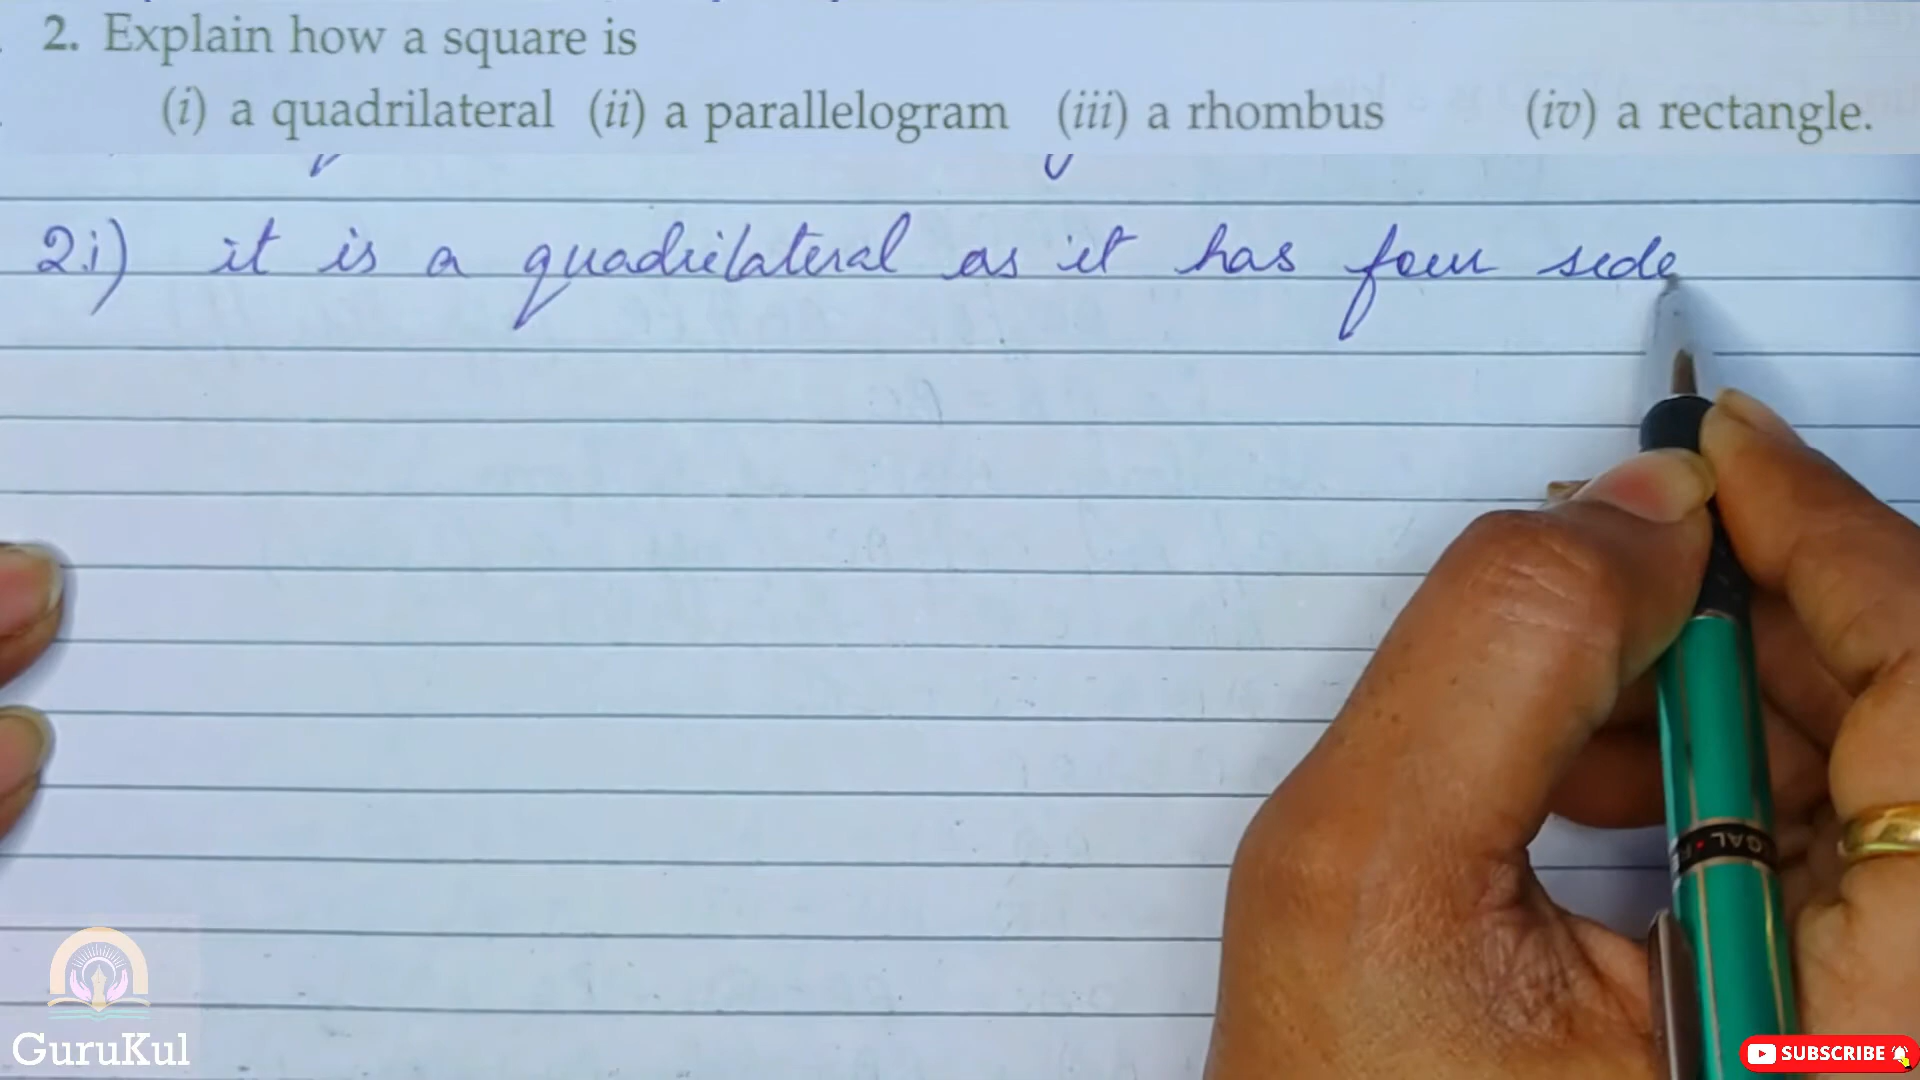 2. Explain how a square is
(i) a quadrilateral (ii) a parallelogram (iii) a rhombus (iv) a rectangle.
2.i) it is a quadrilateral as it has four side
GuruKul
SUBSCRIBE